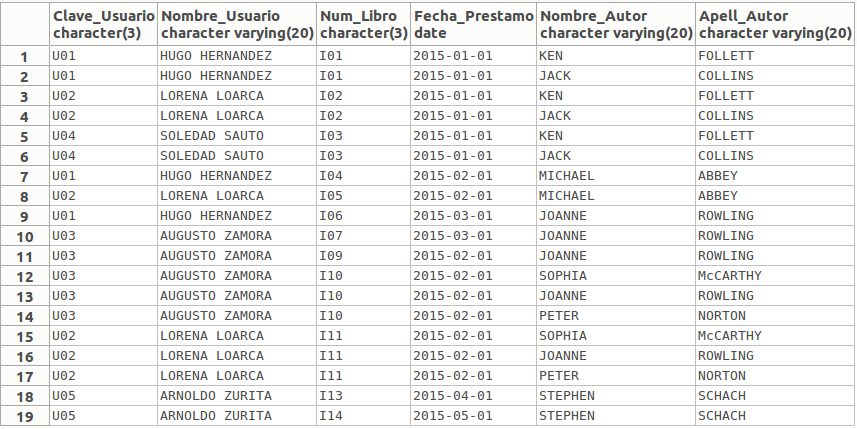 Clave_Usuario Nombre_Usuario Num_Libro Fecha_Prestamo Nombre_Autor Apell_Autor
character(3) character varying(20) character(3) date character varying(20) character varying(20)
1 U01 HUGO HERNANDEZ I01 2015-01-01 KEN FOLLETT
2 U01 HUGO HERNANDEZ I01 2015-01-01 JACK COLLINS
3 U02 LORENA LOARCA I02 2015-01-01 KEN FOLLETT
4 U02 LORENA LOARCA I02 2015-01-01 JACK COLLINS
5 U04 SOLEDAD SAUTO I03 2015-01-01 KEN FOLLETT
6 U04 SOLEDAD SAUTO I03 2015-01-01 JACK COLLINS
7 U01 HUGO HERNANDEZ I04 2015-02-01 MICHAEL ABBEY
8 U02 LORENA LOARCA I05 2015-02-01 MICHAEL ABBEY
9 U01 HUGO HERNANDEZ I06 2015-03-01 JOANNE ROWLING
10 U03 AUGUSTO ZAMORA I07 2015-03-01 JOANNE ROWLING
11 U03 AUGUSTO ZAMORA I09 2015-02-01 JOANNE ROWLING
12 U03 AUGUSTO ZAMORA I10 2015-02-01 SOPHIA McCARTHY
13 U03 AUGUSTO ZAMORA I10 2015-02-01 JOANNE ROWLING
14 U03 AUGUSTO ZAMORA I10 2015-02-01 PETER NORTON
15 U02 LORENA LOARCA I11 2015-02-01 SOPHIA McCARTHY
16 U02 LORENA LOARCA I11 2015-02-01 JOANNE ROWLING
17 U02 LORENA LOARCA I11 2015-02-01 PETER NORTON
18 U05 ARNOLDO ZURITA I13 2015-04-01 STEPHEN SCHACH
19 U05 ARNOLDO ZURITA I14 2015-05-01 STEPHEN SCHACH